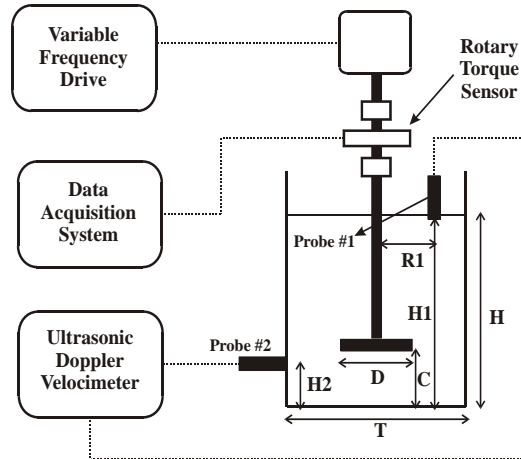 Variable
Frequency
Drive
Rotary
Torque
Sensor
Data
Acquisition
System
Probe #1
R1
H1
H
Ultrasonic
Doppler
Velocimeter
Probe #2
H2
D
C
T